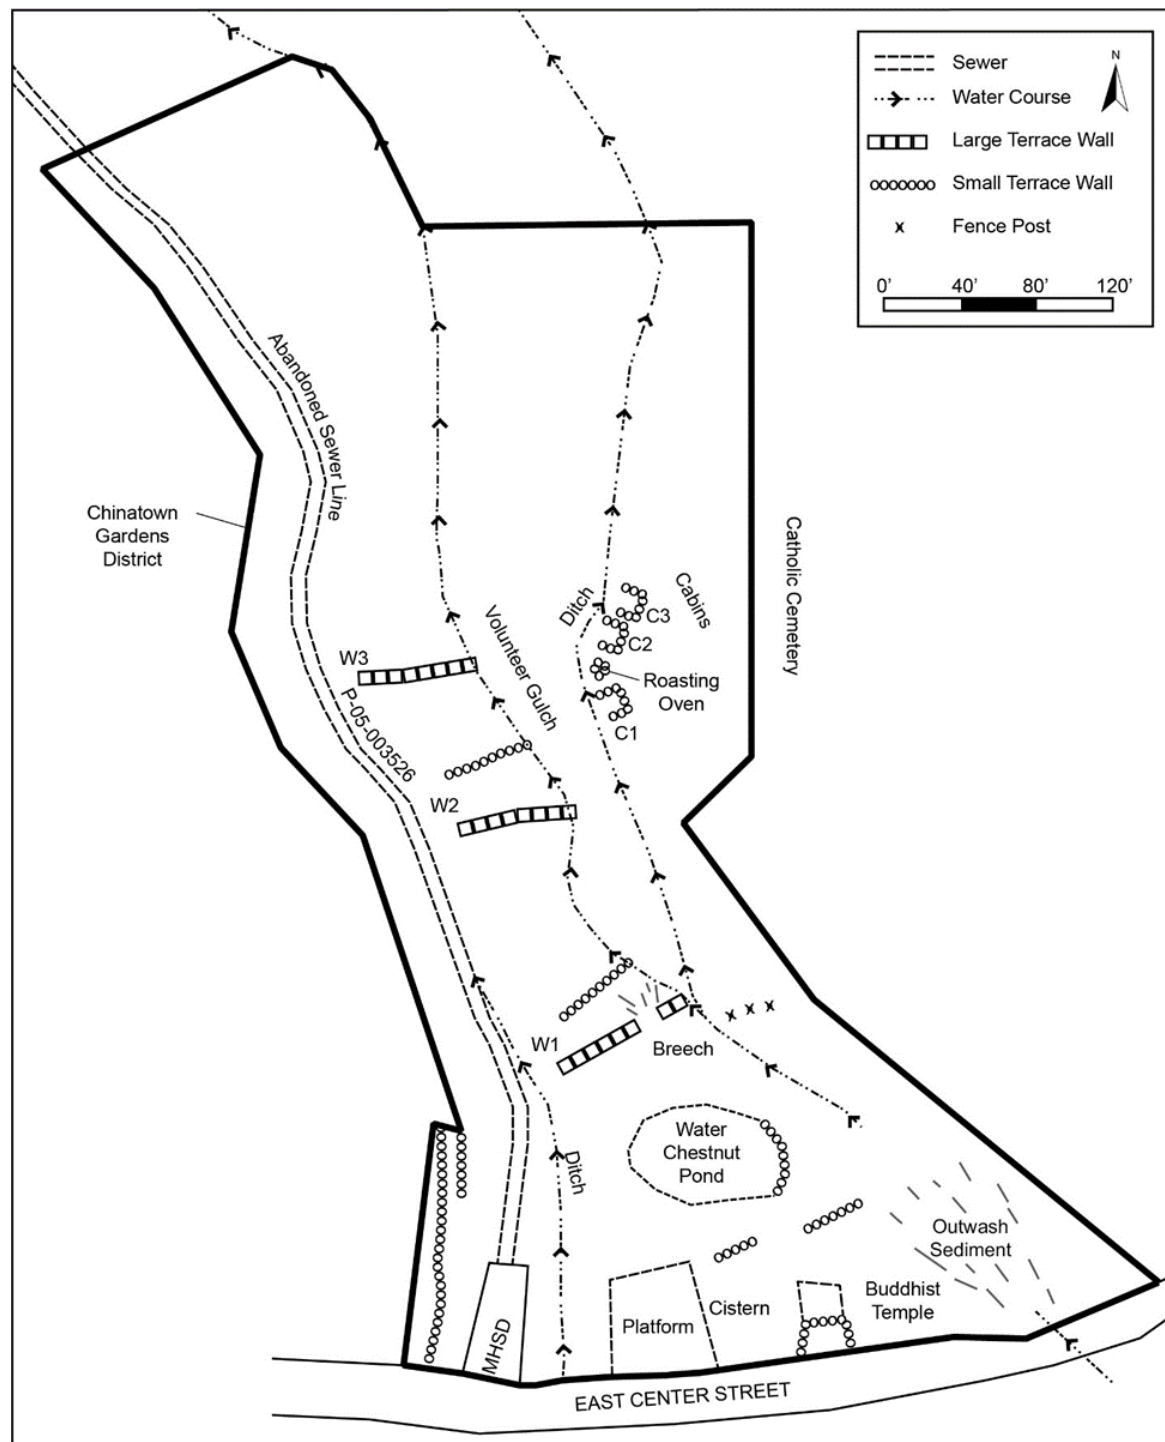 Sewer
N
Water Course
Large Terrace Wall
Small Terrace Wall
x Fence Post
0' 40' 80' 120'
Abandoned Sewer Line
Chinatown
Gardens
District
Catholic Cemetery
Cabins
Ditch
C3
Volunteer Gulch
C2
W3
Roasting
Oven
P-05-003526
C1
W2
W1
x x x
Breech
Water
Chestnut
Pond
Ditch
Outwash
Sediment
Buddhist
Temple
Cistern
Platform
MHSD
EAST CENTER STREET